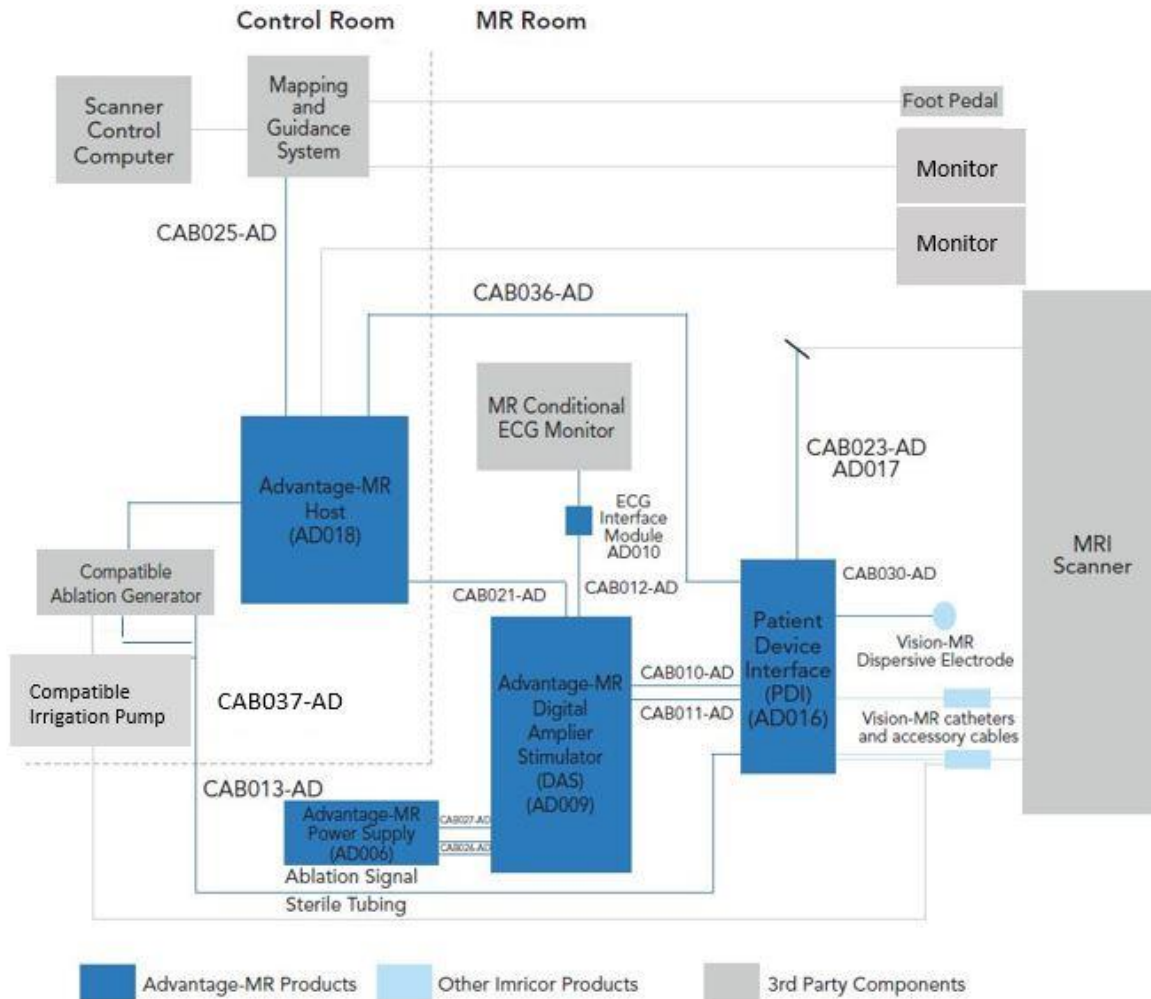 Control Room
MR Room
Scanner
Control
Computer
Mapping
and
Guidance
System
Foot Pedal
Monitor
Monitor
CAB025-AD
CAB036-AD
MR Conditional
ECG Monitor
CAB023-AD
AD017
Advantage-MR
Host
(AD018)
ECG
Interface
Module
AD010
MRI
Scanner
Compatible
Ablation Generator
CAB021-AD
CAB012-AD
CAB030-AD
Patient
Device
Interface
(PDI)
(AD016)
Vision-MR
Dispersive Electrode
Compatible
Irrigation Pump
CAB037-AD
Advantage-MR
Digital
Amplier
Stimulator
(DAS)
(AD009)
CAB010-AD
CAB011-AD
Vision-MR catheters
and accessory cables
CAB013-AD
Advantage-MR
Power Supply
(AD006)
CAB027-AD
CAB026-AD
Ablation Signal
Sterile Tubing
Advantage-MR Products
Other Imricor Products
3rd Party Components